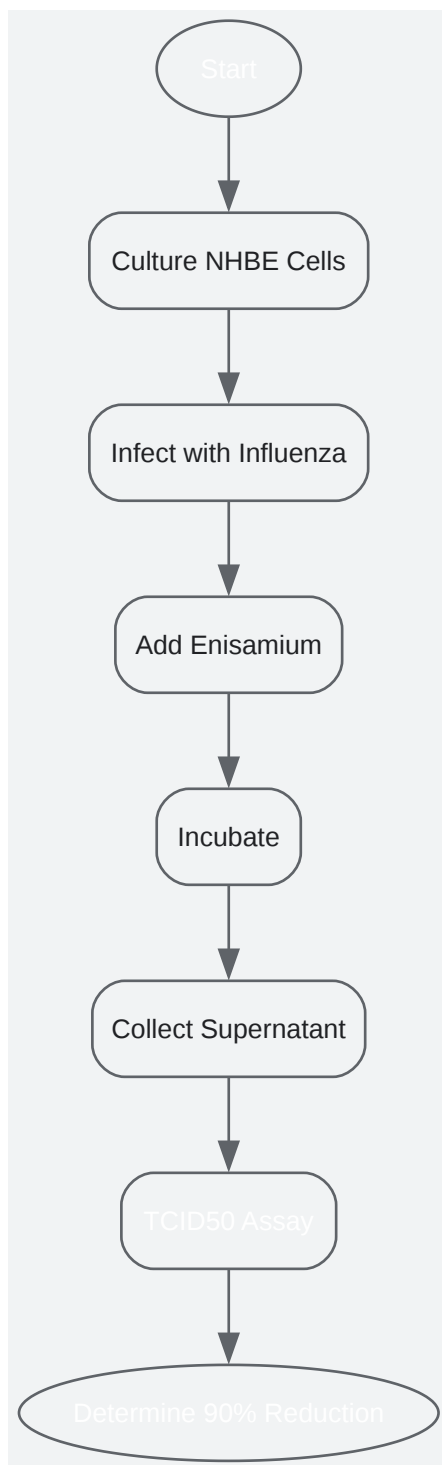 Start
Culture NHBE Cells
Infect with Influenza
Add Enisamium
Incubate
Collect Supernatant
TCID50 Assay
Determine 90% Reduction